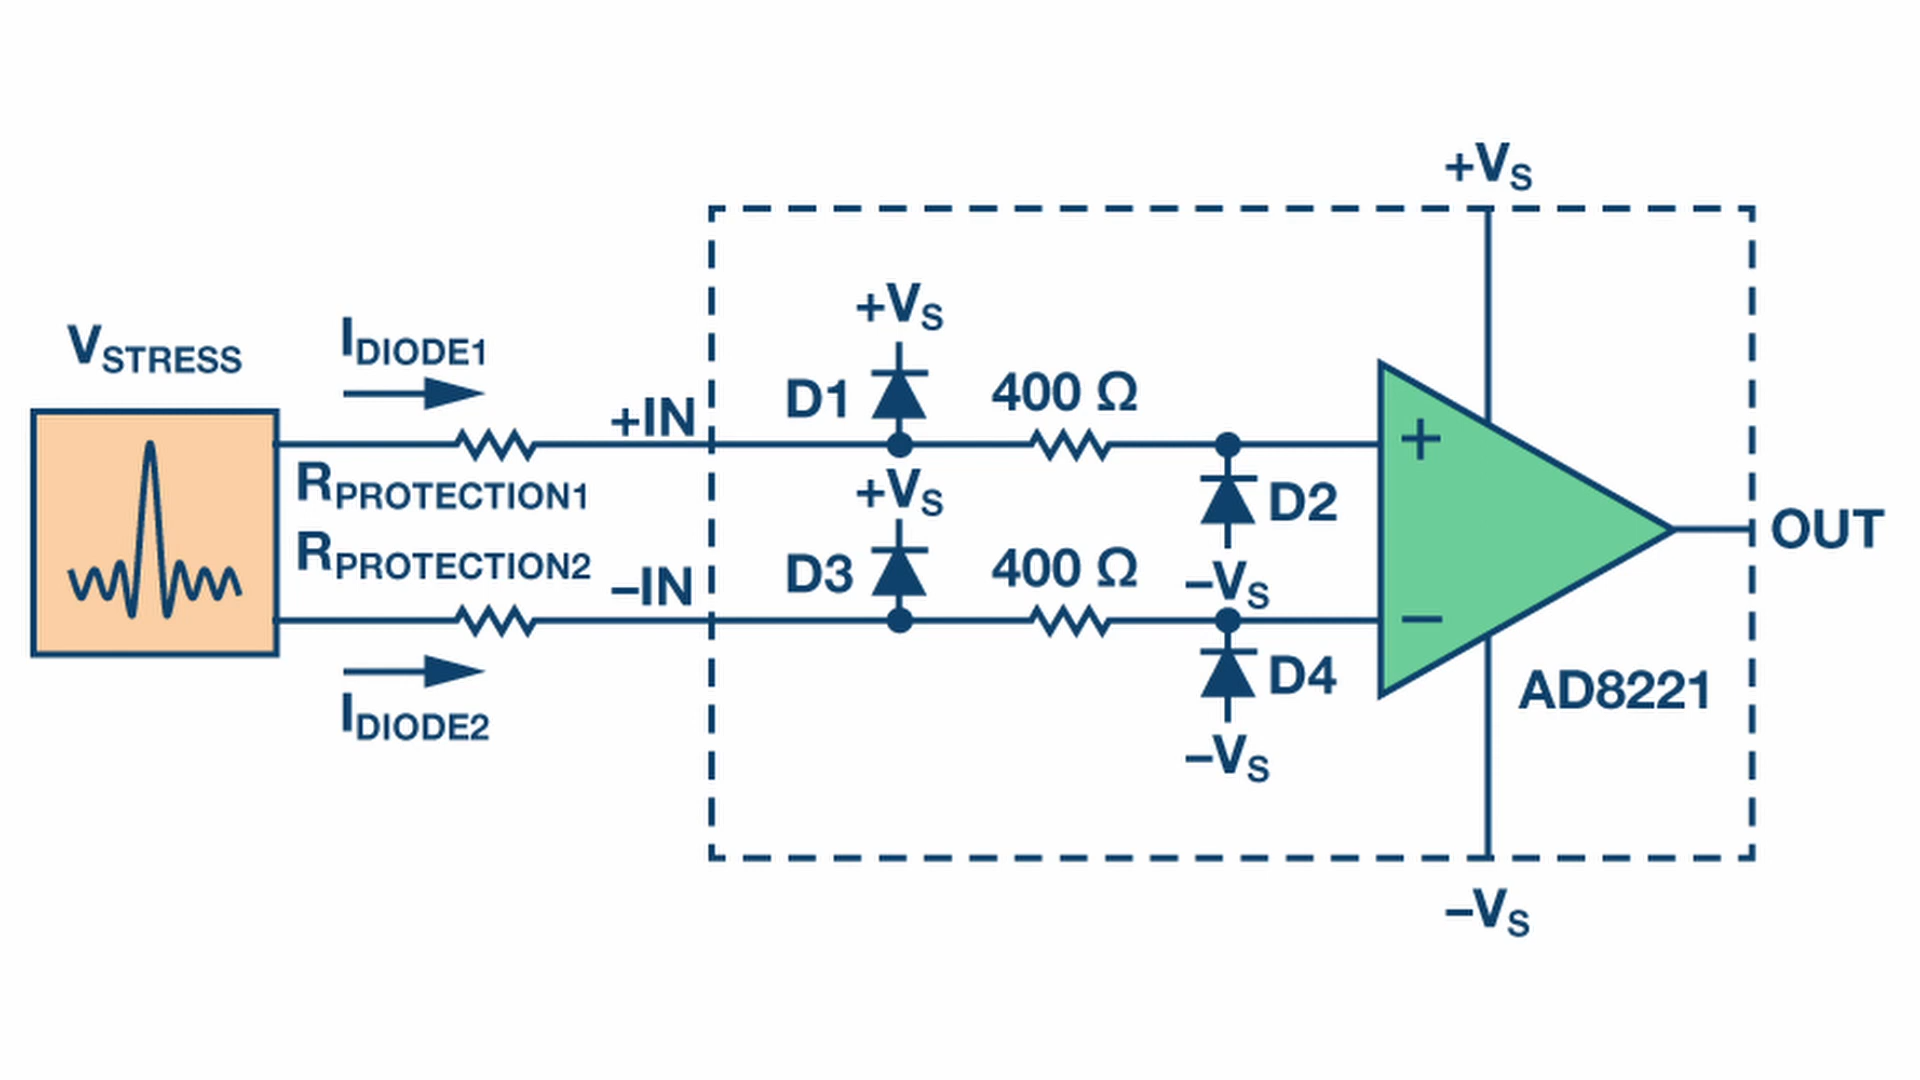 +VS
+VS
VSTRESS
IDIODE1
D1
400 Ω
+IN
RPROTECTION1
+VS
D2
OUT
RPROTECTION2
–IN
D3
400 Ω
–VS
+
–
IDIODE2
D4
AD8221
–VS
–VS